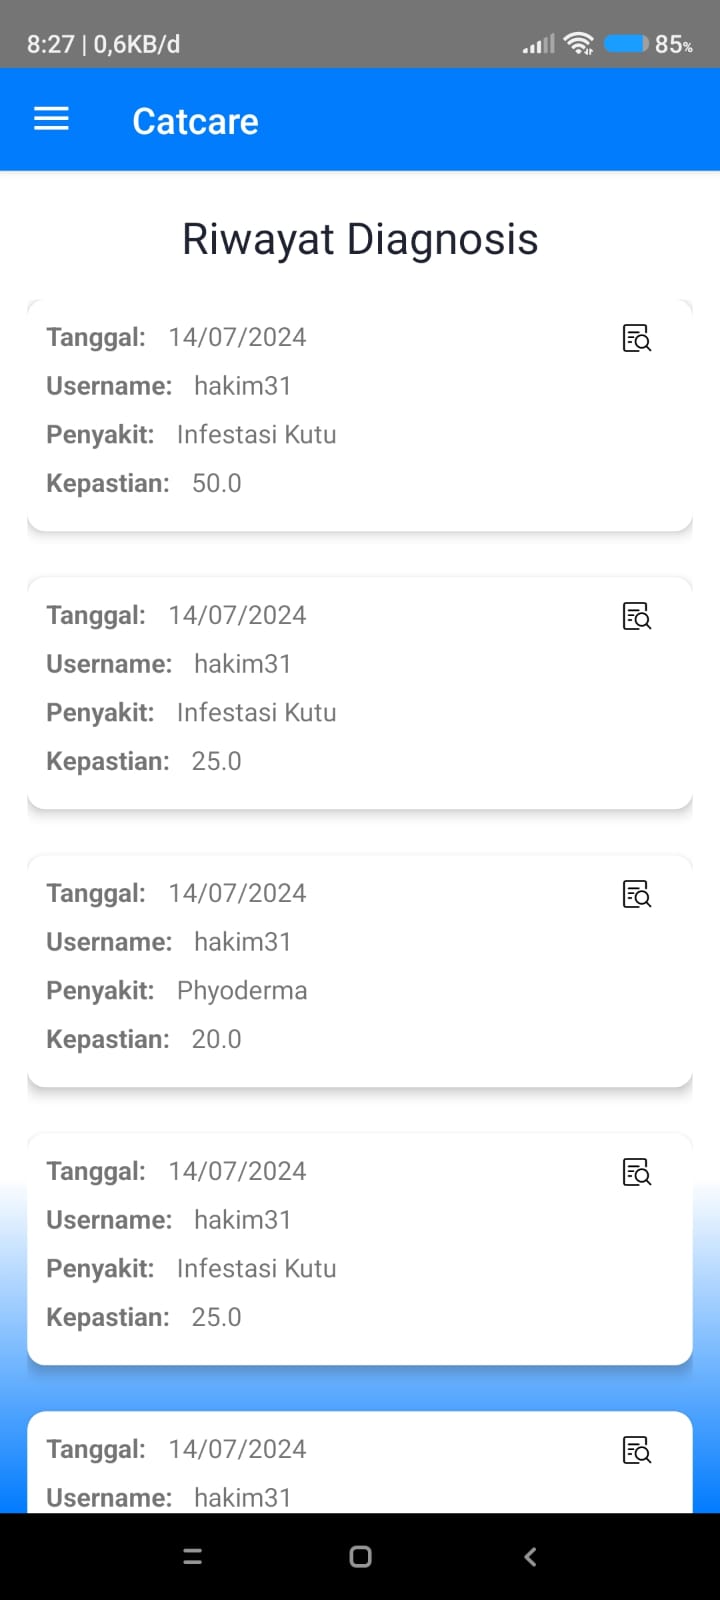 8:27 | 0,6KB/d 85%
Catcare
Riwayat Diagnosis
Tanggal: 14/07/2024
Username: hakim31
Penyakit: Infestasi Kutu
Kepastian: 50.0
Tanggal: 14/07/2024
Username: hakim31
Penyakit: Infestasi Kutu
Kepastian: 25.0
Tanggal: 14/07/2024
Username: hakim31
Penyakit: Phyoderma
Kepastian: 20.0
Tanggal: 14/07/2024
Username: hakim31
Penyakit: Infestasi Kutu
Kepastian: 25.0
Tanggal: 14/07/2024
Username: hakim31